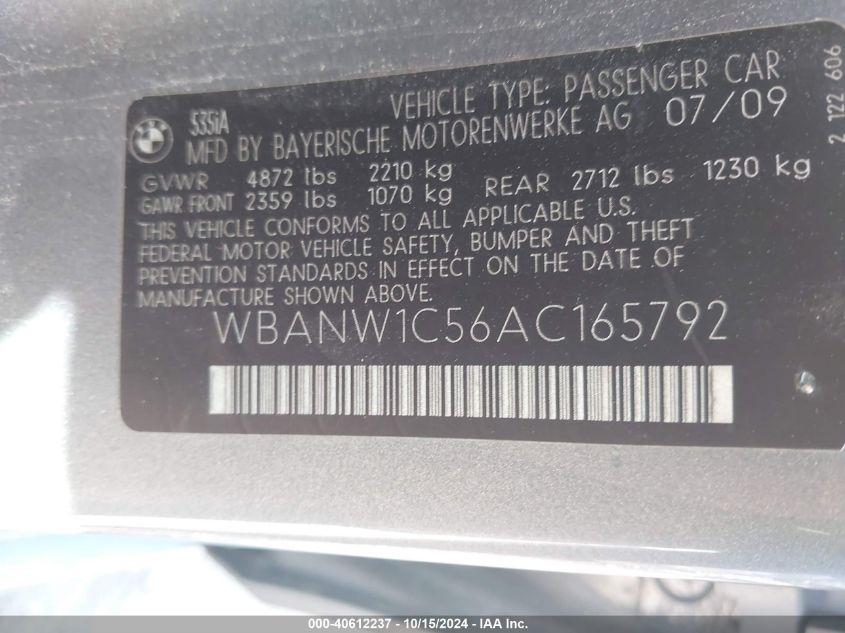 BMW
535iA
VEHICLE TYPE: PASSENGER CAR
MFD BY BAYERISCHE MOTORENWERKE AG 07/09
GVWR 4872 lbs 2210 kg
GAWR FRONT 2359 lbs 1070 kg REAR 2712 lbs 1230 kg
THIS VEHICLE CONFORMS TO ALL APPLICABLE U.S.
FEDERAL MOTOR VEHICLE SAFETY, BUMPER AND THEFT
PREVENTION STANDARDS IN EFFECT ON THE DATE OF
MANUFACTURE SHOWN ABOVE.
WBANW1C56AC165792
2 122 606
000-40612237 - 10/15/2024 - IAA Inc.